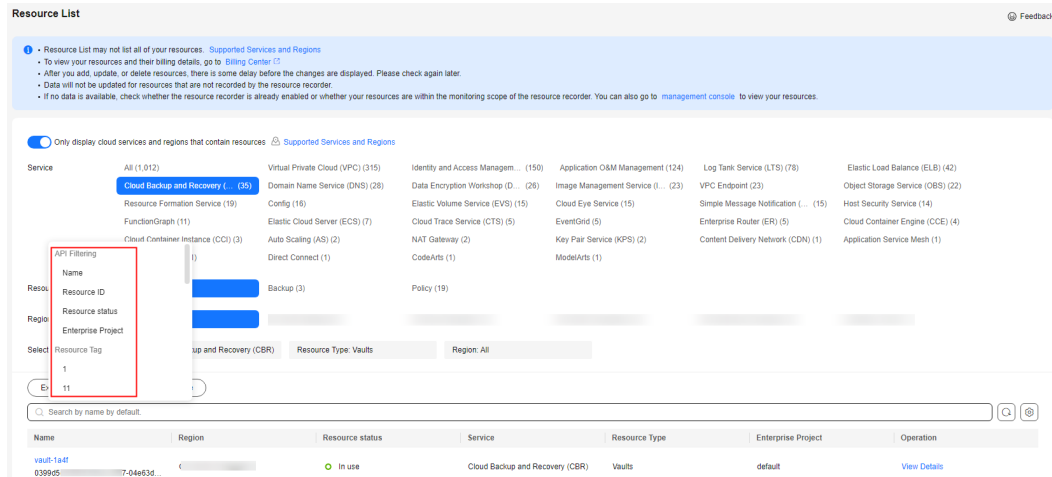 Resource List
Feedback
• Resource List may not list all of your resources. Supported Services and Regions
• To view your resources and their billing details, go to Billing Center
• After you add, update, or delete resources, there is some delay before the changes are displayed. Please check again later.
• Data will not be updated for resources that are not recorded by the resource recorder.
• If no data is available, check whether the resource recorder is already enabled or whether your resources are within the monitoring scope of the resource recorder. You can also go to management console to view your resources.
Only display cloud services and regions that contain resources Supported Services and Regions
Service All (1,012) Virtual Private Cloud (VPC) (315) Identity and Access Managem... (150) Application O&M Management (124) Log Tank Service (LTS) (78) Elastic Load Balance (ELB) (42)
Cloud Backup and Recovery (... (35) Domain Name Service (DNS) (28) Data Encryption Workshop (D... (26) Image Management Service (I... (23) VPC Endpoint (23) Object Storage Service (OBS) (22)
Resource Formation Service (19) Config (16) Elastic Volume Service (EVS) (15) Cloud Eye Service (15) Simple Message Notification (... (15) Host Security Service (14)
FunctionGraph (11) Elastic Cloud Server (ECS) (7) Cloud Trace Service (CTS) (5) EventGrid (5) Enterprise Router (ER) (5) Cloud Container Engine (CCE) (4)
Cloud Container Instance (CCI) (3) Auto Scaling (AS) (2) NAT Gateway (2) Key Pair Service (KPS) (2) Content Delivery Network (CDN) (1) Application Service Mesh (1)
API Filtering 1) Direct Connect (1) CodeArts (1) ModelArts (1)
Name
Resou Resource ID Backup (3) Policy (19)
Resource status
Regio
Enterprise Project
Select Resource Tag up and Recovery (CBR) Resource Type: Vaults Region: All
1
E 11
Search by name by default.
Name Region Resource status Service Resource Type Enterprise Project Operation
vault-1a4f
In use Cloud Backup and Recovery (CBR) Vaults default View Details
0399d5 7-04e63d...